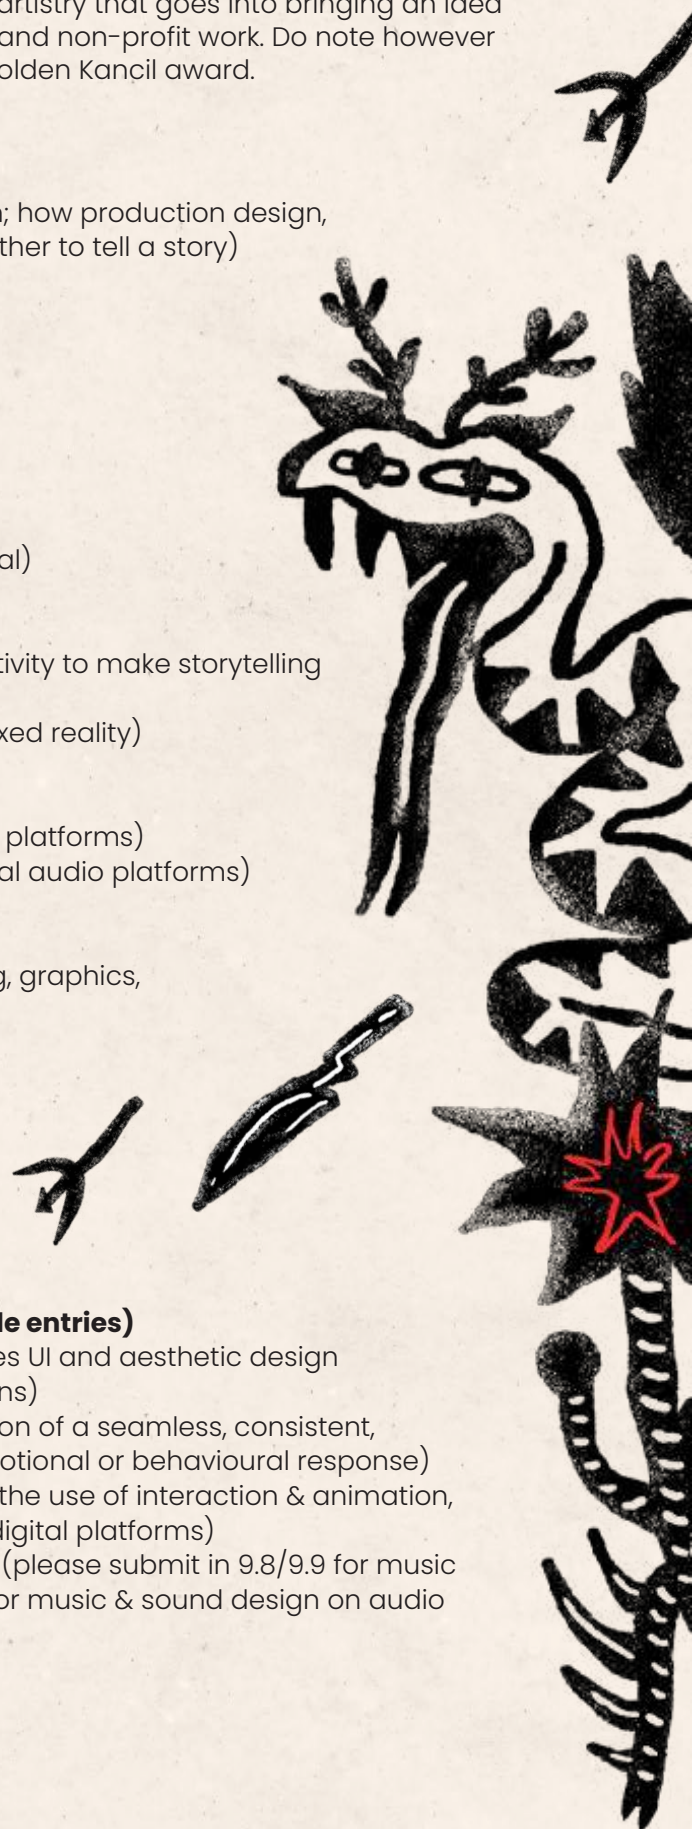 artistry that goes into bringing an idea
and non-profit work. Do note however
olden Kancil award.
; how production design,
ther to tell a story)
al)
tivity to make storytelling
xed reality)
platforms)
al audio platforms)
g, graphics,
le entries)
es UI and aesthetic design
ns)
on of a seamless, consistent,
otional or behavioural response)
the use of interaction & animation,
digital platforms)
(please submit in 9.8/9.9 for music
or music & sound design on audio